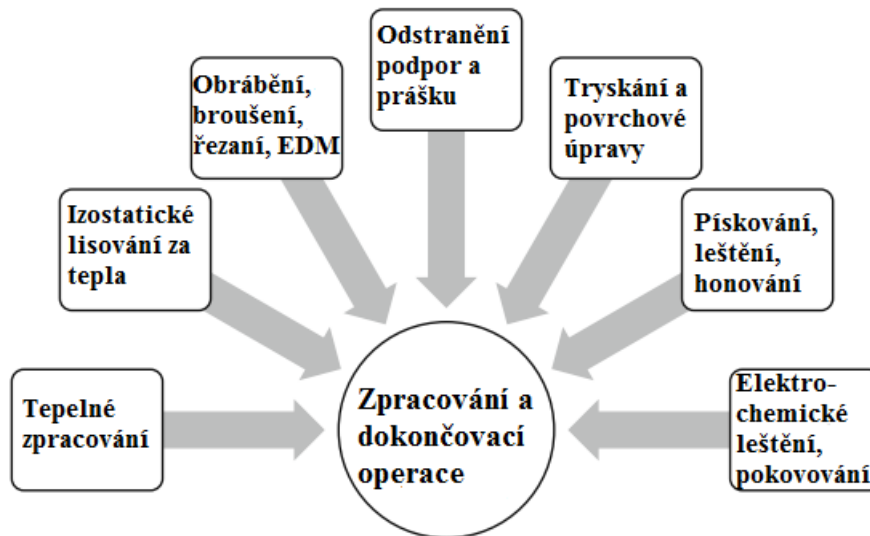 Odstranění
podpor a
prášku
Obrábění,
broušení,
řezaní, EDM
Tryskání a
povrchové
úpravy
Izostatické
lisování za
tepla
Pískování,
leštění,
honování
Tepelné
zpracování
Zpracování a
dokončovací
operace
Elektro-
chemické
leštění,
pokovování